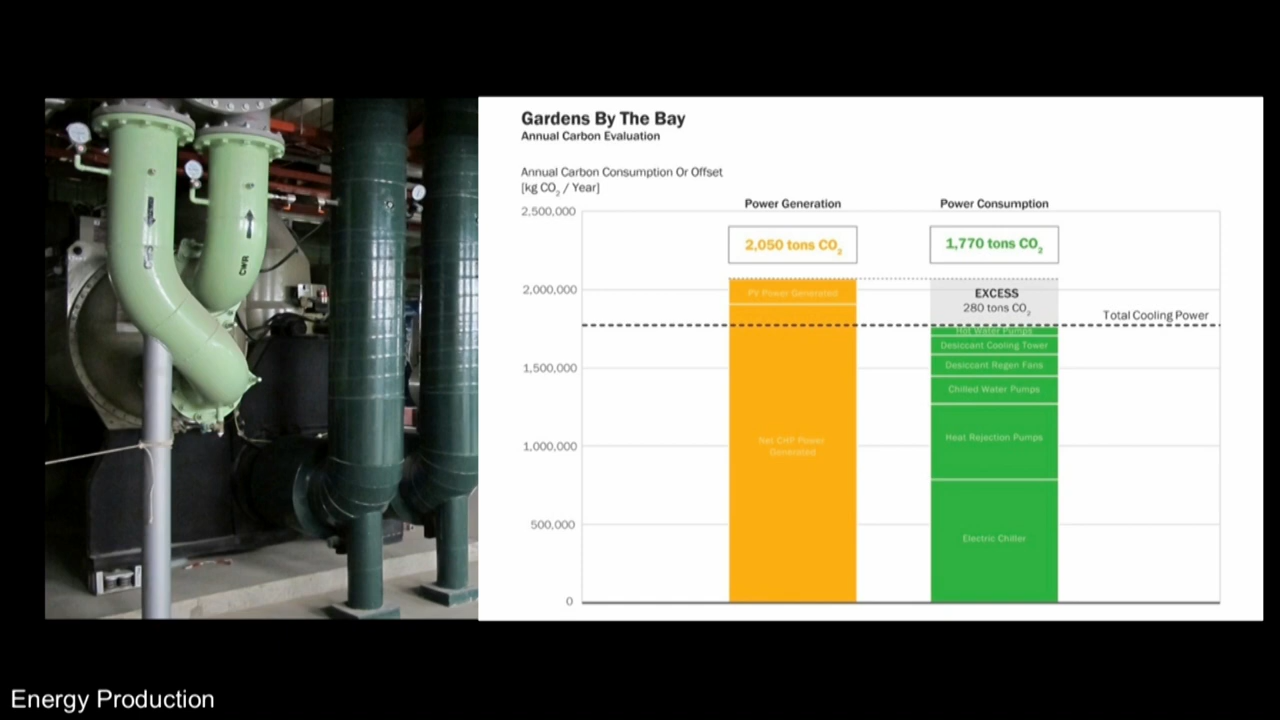 Gardens By The Bay
Annual Carbon Evaluation
Annual Carbon Consumption Or Offset
[kg CO₂ / Year]
Power Generation
Power Consumption
2,500,000
2,050 tons CO₂
1,770 tons CO₂
2,000,000
PV Power Generated
EXCESS
280 tons CO₂
Total Cooling Power
Hot Water Pumps
Desiccant Cooling Tower
1,500,000
Desiccant Regen Fans
Chilled Water Pumps
1,000,000
Net CHP Power
Generated
Heat Rejection Pumps
500,000
Electric Chiller
0
CWR
Energy Production